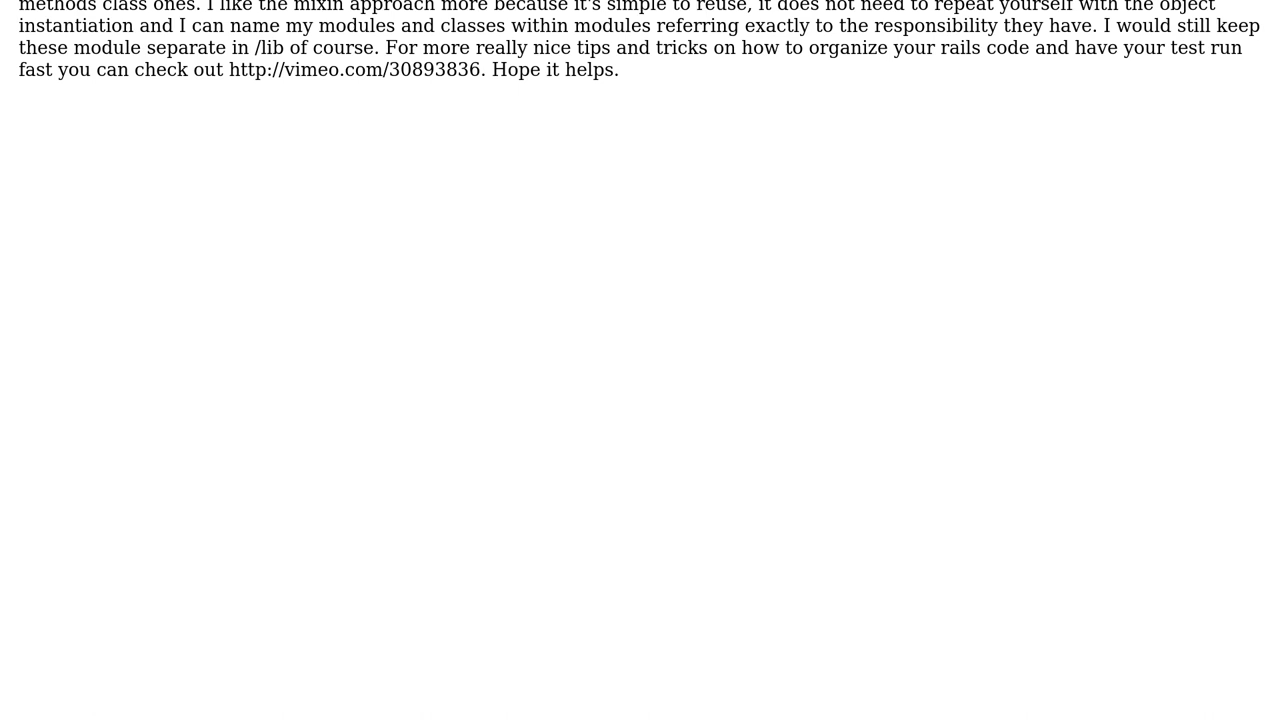 methods class ones. I like the mixin approach more because it's simple to reuse, it does not need to repeat yourself with the object
instantiation and I can name my modules and classes within modules referring exactly to the responsibility they have. I would still keep
these module separate in /lib of course. For more really nice tips and tricks on how to organize your rails code and have your test run
fast you can check out http://vimeo.com/30893836. Hope it helps.